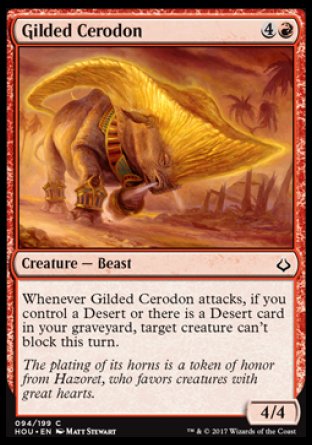 Gilded Cerodon 4
Creature — Beast
Whenever Gilded Cerodon attacks, if you
control a Desert or there is a Desert card
in your graveyard, target creature can't
block this turn.
The plating of its horns is a token of honor
from Hazoret, who favors creatures with
great hearts.
4/4
094/199 C
HOU • EN MATT STEWART
™ & © 2017 Wizards of the Coast